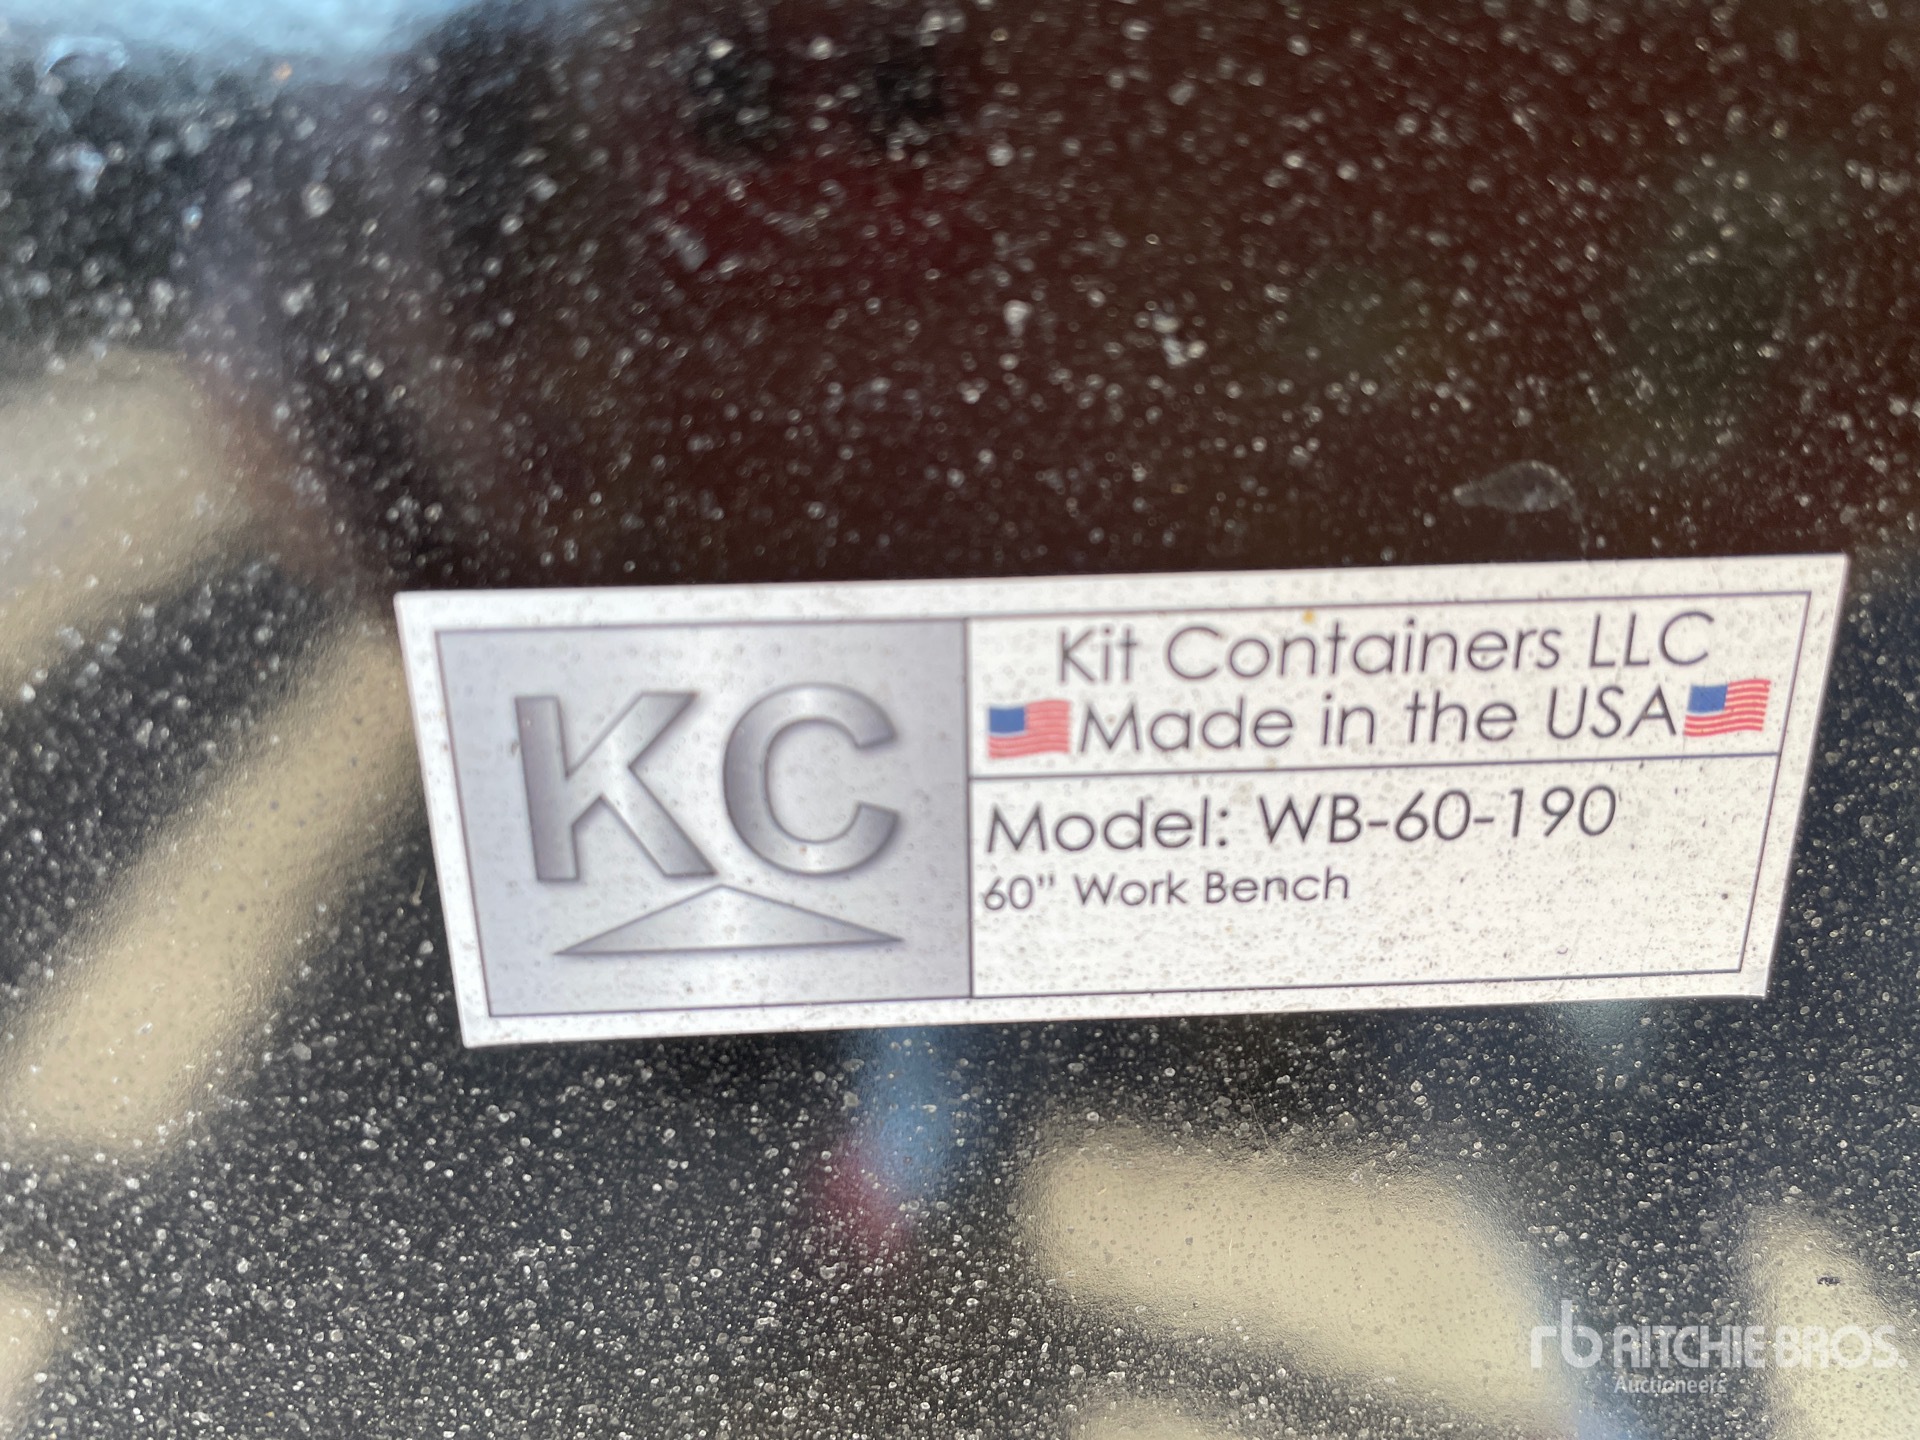 KC
Kit Containers LLC
Made in the USA
Model: WB-60-190
60" Work Bench
rb RITCHIE BROS.
Auctioneers